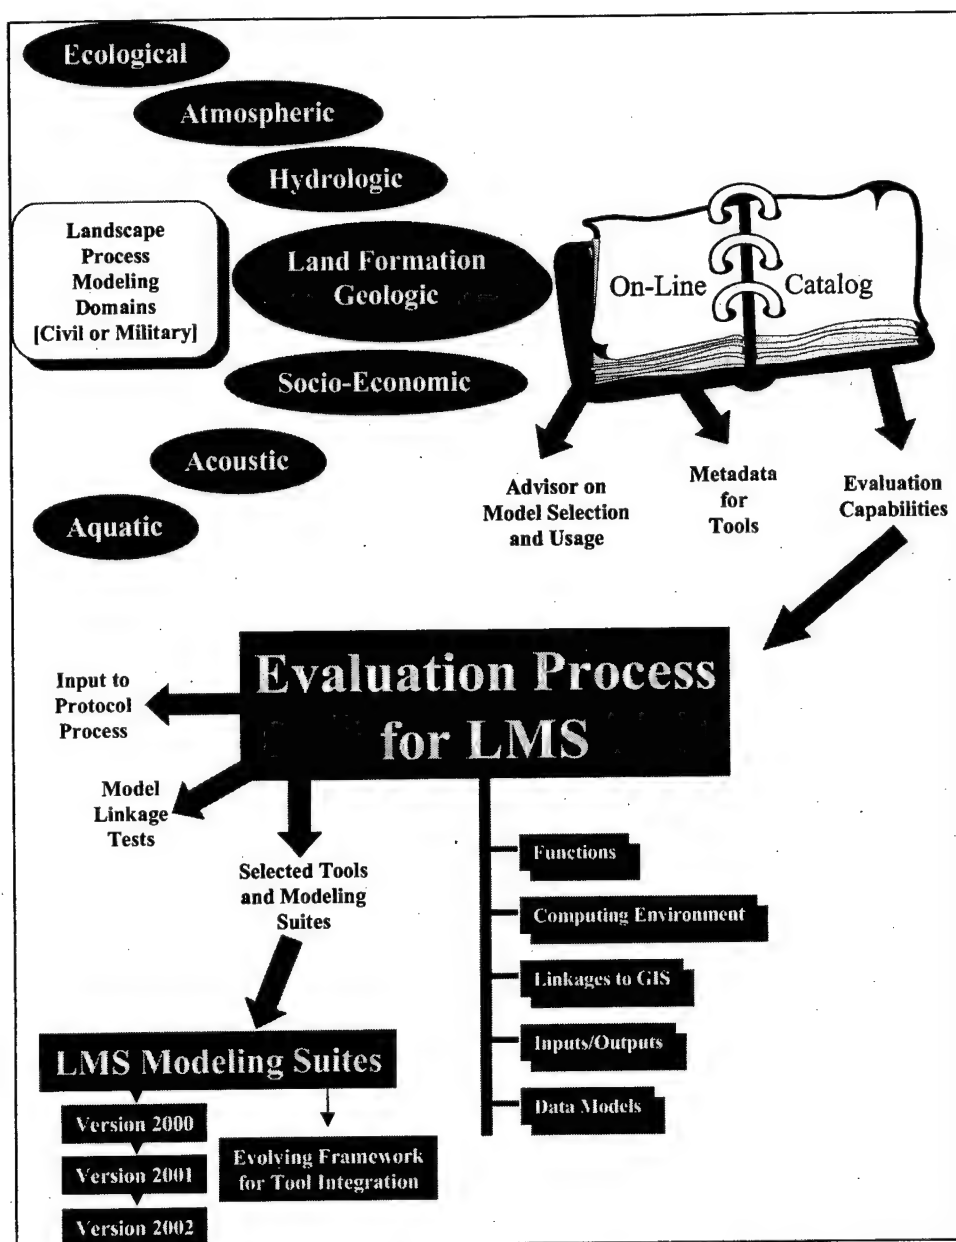 Ecological
Atmospheric
Hydrologic
Landscape
Process
Modeling
Domains
[Civil or Military]
Land Formation
Geologic
On-Line
Catalog
Socio-Economic
Acoustic
Aquatic
Advisor on
Model Selection
and Usage
Metadata
for
Tools
Evaluation
Capabilities
Evaluation Process
for LMS
Input to
Protocol
Process
Model
Linkage
Tests
Selected Tools
and Modeling
Suites
Functions
Computing Environment
Linkages to GIS
Inputs/Outputs
Data Models
LMS Modeling Suites
Version 2000
Version 2001
Version 2002
Evolving Framework
for Tool Integration